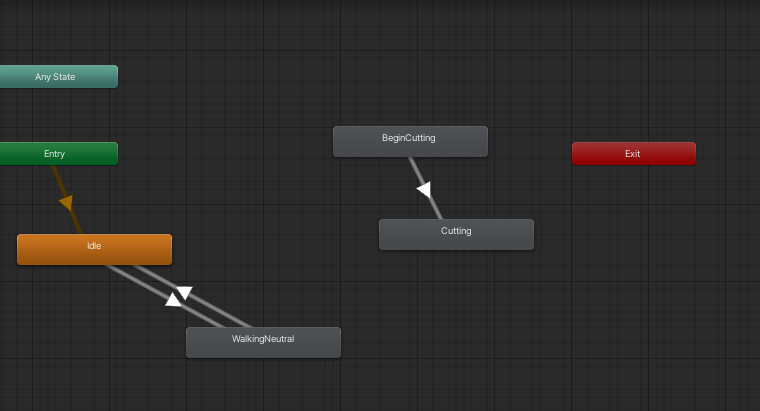 Any State
BeginCutting
Entry
Exit
Cutting
Idle
WalkingNeutral